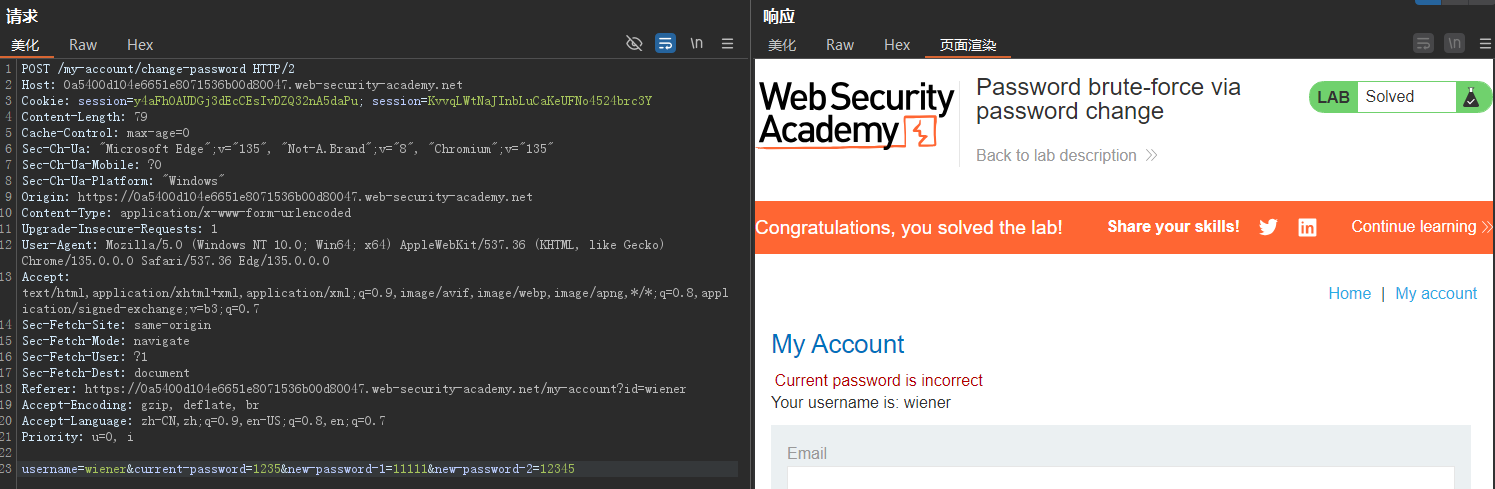 请求
美化 Raw Hex
\n
1 POST /my-account/change-password HTTP/2
2 Host: 0a5400d104e6651e8071536b00d80047.web-security-academy.net
3 Cookie: session=y4aFhOAUDGj3dEcCEsIvDZQ32nA5daPu; session=KvvqLWtNaJInbLuCaKeUFNo4524brc3Y
4 Content-Length: 79
5 Cache-Control: max-age=0
6 Sec-Ch-Ua: "Microsoft Edge";v="135", "Not-A.Brand";v="8", "Chromium";v="135"
7 Sec-Ch-Ua-Mobile: ?0
8 Sec-Ch-Ua-Platform: "Windows"
9 Origin: https://0a5400d104e6651e8071536b00d80047.web-security-academy.net
10 Content-Type: application/x-www-form-urlencoded
11 Upgrade-Insecure-Requests: 1
12 User-Agent: Mozilla/5.0 (Windows NT 10.0; Win64; x64) AppleWebKit/537.36 (KHTML, like Gecko)
Chrome/135.0.0.0 Safari/537.36 Edg/135.0.0.0
13 Accept:
text/html,application/xhtml+xml,application/xml;q=0.9,image/avif,image/webp,image/apng,*/*;q=0.8,appl
ication/signed-exchange;v=b3;q=0.7
14 Sec-Fetch-Site: same-origin
15 Sec-Fetch-Mode: navigate
16 Sec-Fetch-User: ?1
17 Sec-Fetch-Dest: document
18 Referer: https://0a5400d104e6651e8071536b00d80047.web-security-academy.net/my-account?id=wiener
19 Accept-Encoding: gzip, deflate, br
20 Accept-Language: zh-CN,zh;q=0.9,en-US;q=0.8,en;q=0.7
21 Priority: u=0, i
22
23 username=wiener&current-password=1235&new-password-1=11111&new-password-2=12345
响应
美化 Raw Hex 页面渲染
\n
Web Security
Academy
Password brute-force via
password change
Back to lab description
LAB Solved
Congratulations, you solved the lab!
Share your skills!
Continue learning
Home | My account
My Account
Current password is incorrect
Your username is: wiener
Email